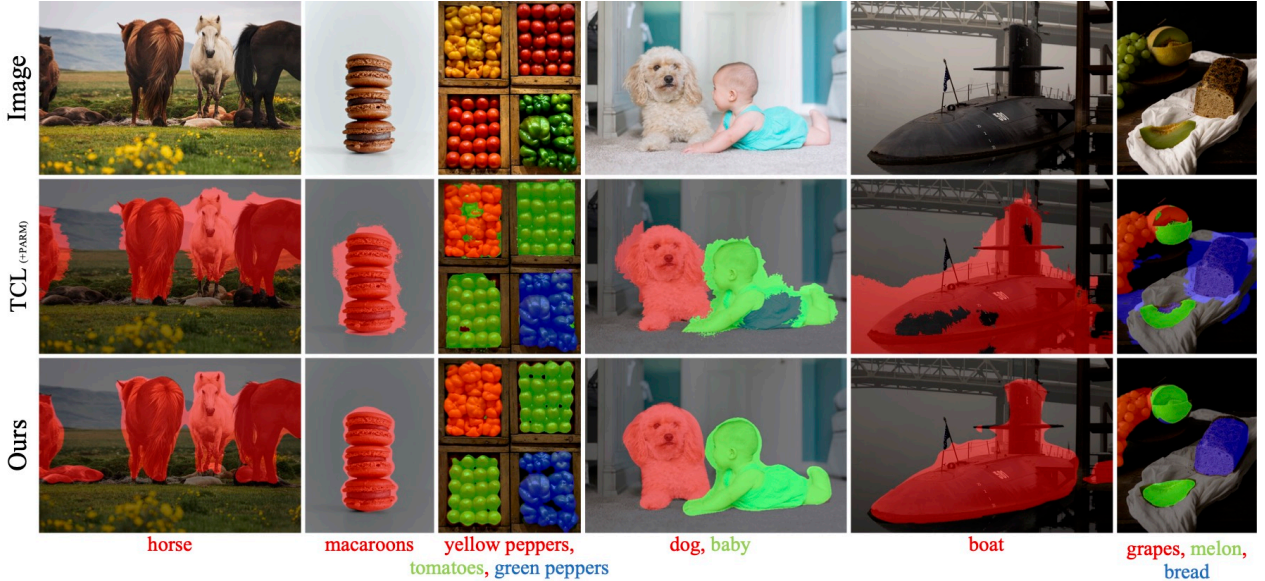 Image
TCL (+PARM)
Ours
horse
macaroons
yellow peppers,
tomatoes, green peppers
dog, baby
boat
grapes, melon,
bread